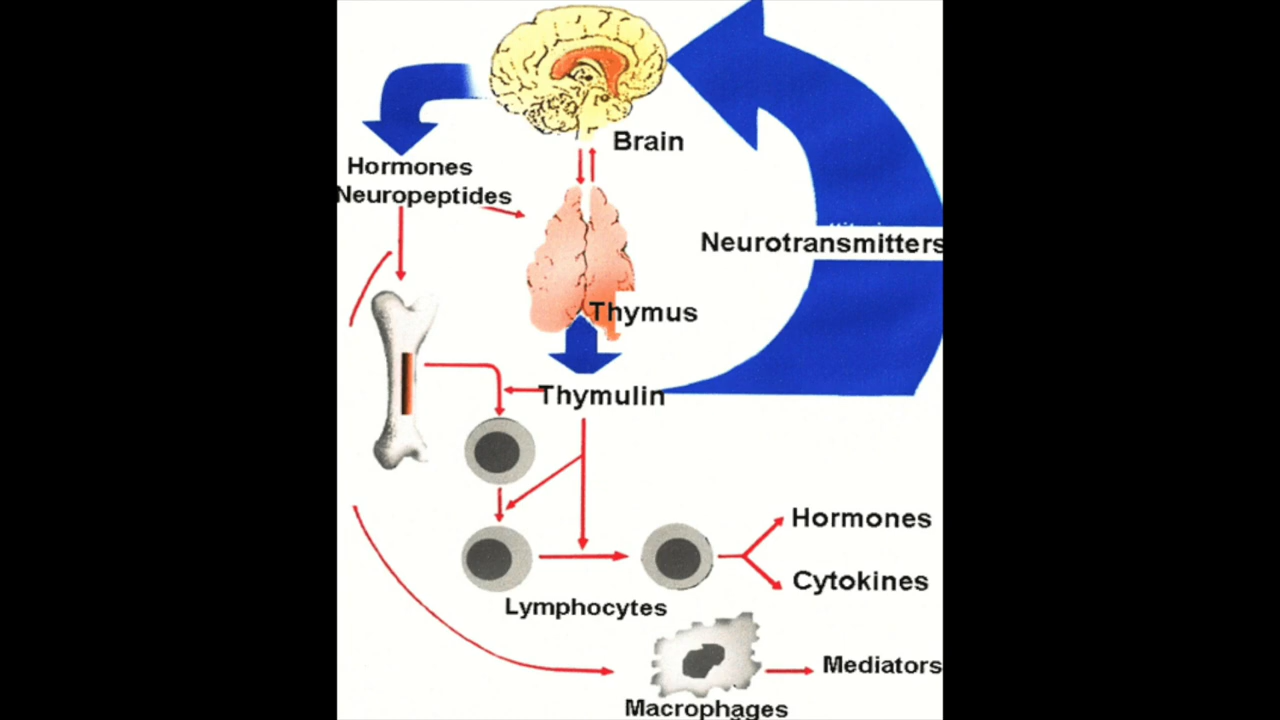 Brain
Hormones
Neuropeptides
Neurotransmitters
Thymus
Thymulin
Hormones
Cytokines
Lymphocytes
Mediators
Macrophages